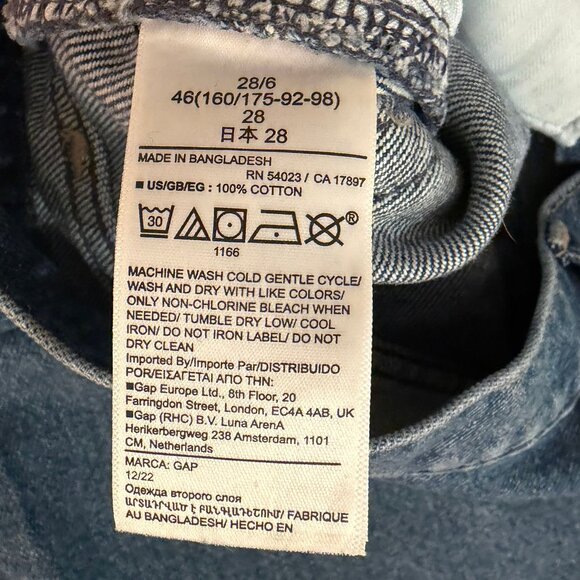 28/6
46(160/175-92-98)
28
日本 28
MADE IN BANGLADESH
RN 54023 / CA 17897
■ US/GB/EG : 100% COTTON
30
®
1166
MACHINE WASH COLD GENTLE CYCLE/
WASH AND DRY WITH LIKE COLORS/
ONLY NON-CHLORINE BLEACH WHEN
NEEDED/ TUMBLE DRY LOW/ COOL
IRON/ DO NOT IRON LABEL/ DO NOT
DRY CLEAN
Imported By/Importe Par/DISTRIBUIDO
POR/ΕΙΣΑΓΕΤΑΙ ΑΠΟ ΤΗΝ:
■Gap Europe Ltd., 8th Floor, 20
Farringdon Street, London, EC4A 4AB, UK
■Gap (RHC) B.V. Luna ArenA
Herikerbergweg 238 Amsterdam, 1101
CM, Netherlands
MARCA: GAP
12/22
Одежда второго слоя
ԱՐՏԱԴՐՎԱԾ Է ԲԱՆԳԼԱԴԵՇՈՒՄ/ FABRIQUE
AU BANGLADESH/ HECHO EN